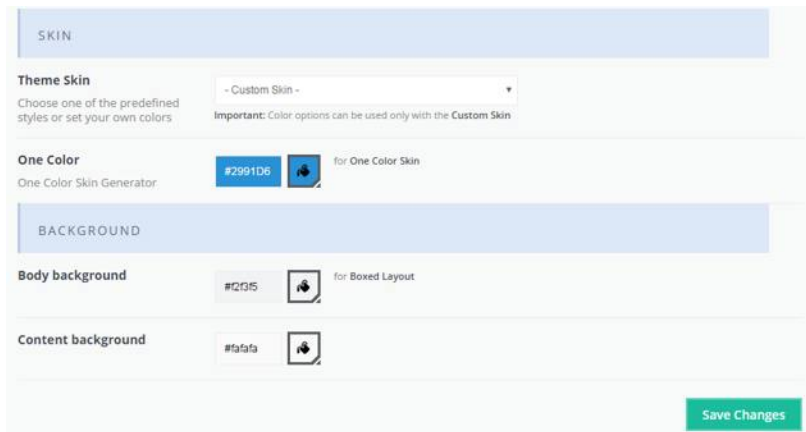 SKIN
Theme Skin
Choose one of the predefined
styles or set your own colors
- Custom Skin -
Important: Color options can be used only with the Custom Skin
One Color
One Color Skin Generator
#2991D6
for One Color Skin
BACKGROUND
Body background
#f2f3f5
for Boxed Layout
Content background
#fafafa
Save Changes